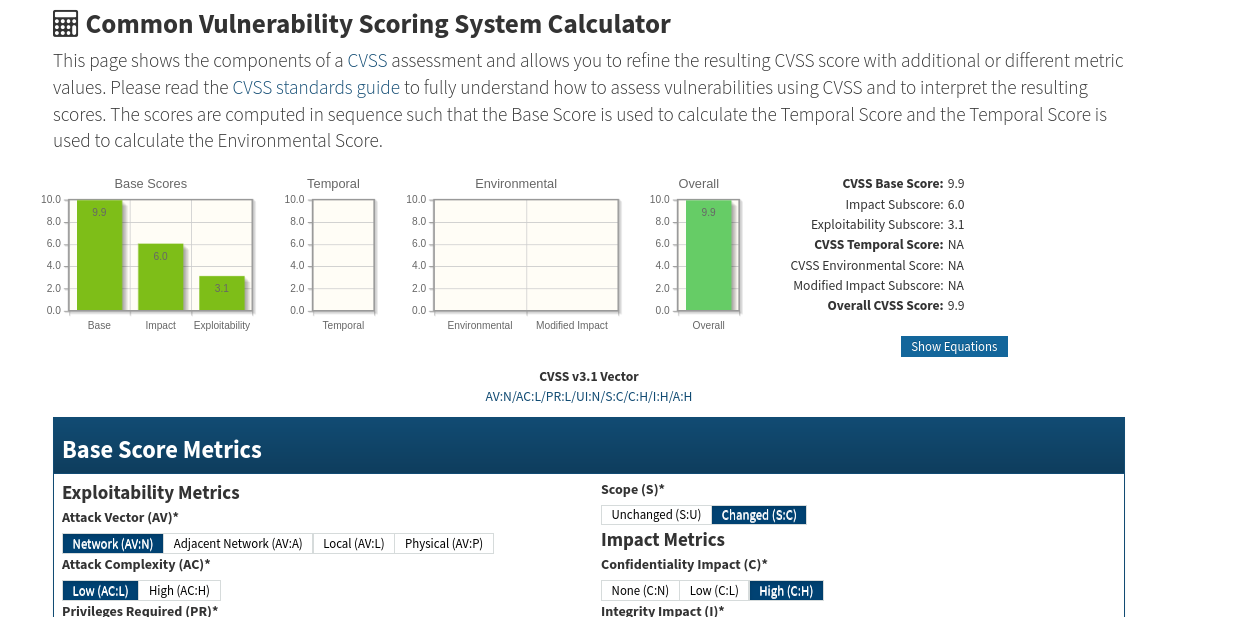 Common Vulnerability Scoring System Calculator
This page shows the components of a CVSS assessment and allows you to refine the resulting CVSS score with additional or different metric
values. Please read the CVSS standards guide to fully understand how to assess vulnerabilities using CVSS and to interpret the resulting
scores. The scores are computed in sequence such that the Base Score is used to calculate the Temporal Score and the Temporal Score is
used to calculate the Environmental Score.
Base Scores
10.0
8.0
6.0
4.0
2.0
0.0
9.9
6.0
3.1
Base Impact Exploitability
Temporal
10.0
8.0
6.0
4.0
2.0
0.0
Temporal
Environmental
10.0
8.0
6.0
4.0
2.0
0.0
Environmental Modified Impact
Overall
10.0
8.0
6.0
4.0
2.0
0.0
9.9
Overall
CVSS Base Score: 9.9
Impact Subscore: 6.0
Exploitability Subscore: 3.1
CVSS Temporal Score: NA
CVSS Environmental Score: NA
Modified Impact Subscore: NA
Overall CVSS Score: 9.9
Show Equations
CVSS v3.1 Vector
AV:N/AC:L/PR:L/UI:N/S:C/C:H/I:H/A:H
Base Score Metrics
Exploitability Metrics
Attack Vector (AV)*
Network (AV:N) Adjacent Network (AV:A) Local (AV:L) Physical (AV:P)
Attack Complexity (AC)*
Low (AC:L) High (AC:H)
Privileges Required (PR)*
Scope (S)*
Unchanged (S:U) Changed (S:C)
Impact Metrics
Confidentiality Impact (C)*
None (C:N) Low (C:L) High (C:H)
Integrity Impact (I)*